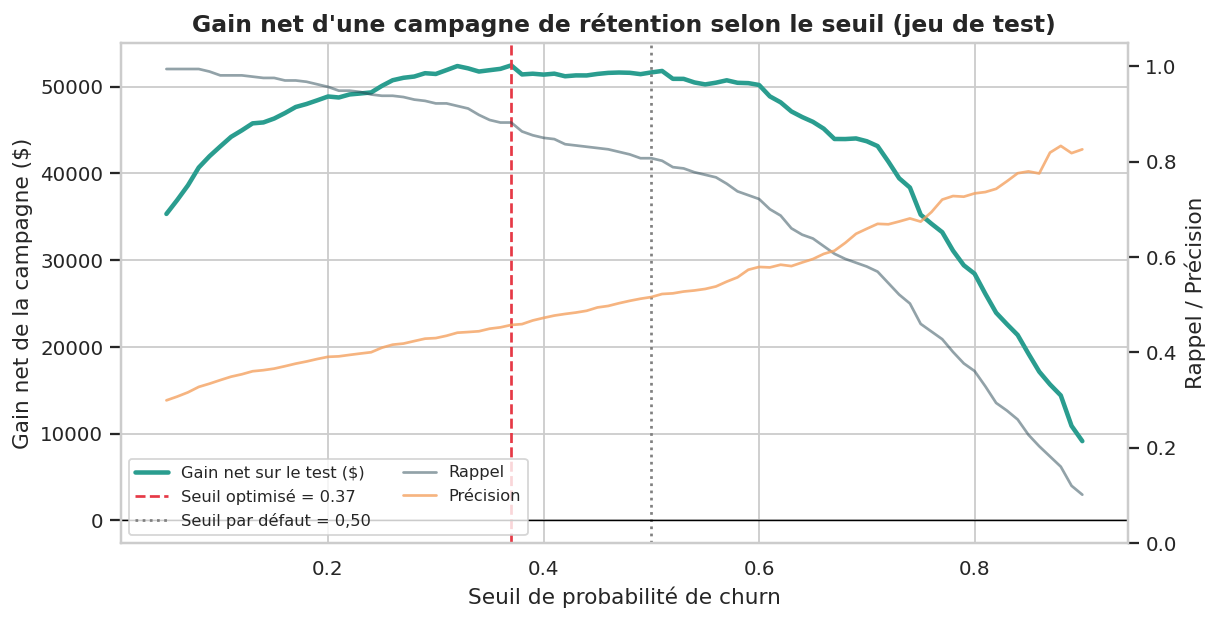 Gain net d'une campagne de rétention selon le seuil (jeu de test)
Gain net de la campagne ($)
50000
40000
30000
20000
10000
0
1.0
0.8
0.6
0.4
0.2
0.0
Rappel / Précision
Gain net sur le test ($)
Seuil optimisé = 0.37
Seuil par défaut = 0,50
Rappel
Précision
0.2
0.4
0.6
0.8
Seuil de probabilité de churn